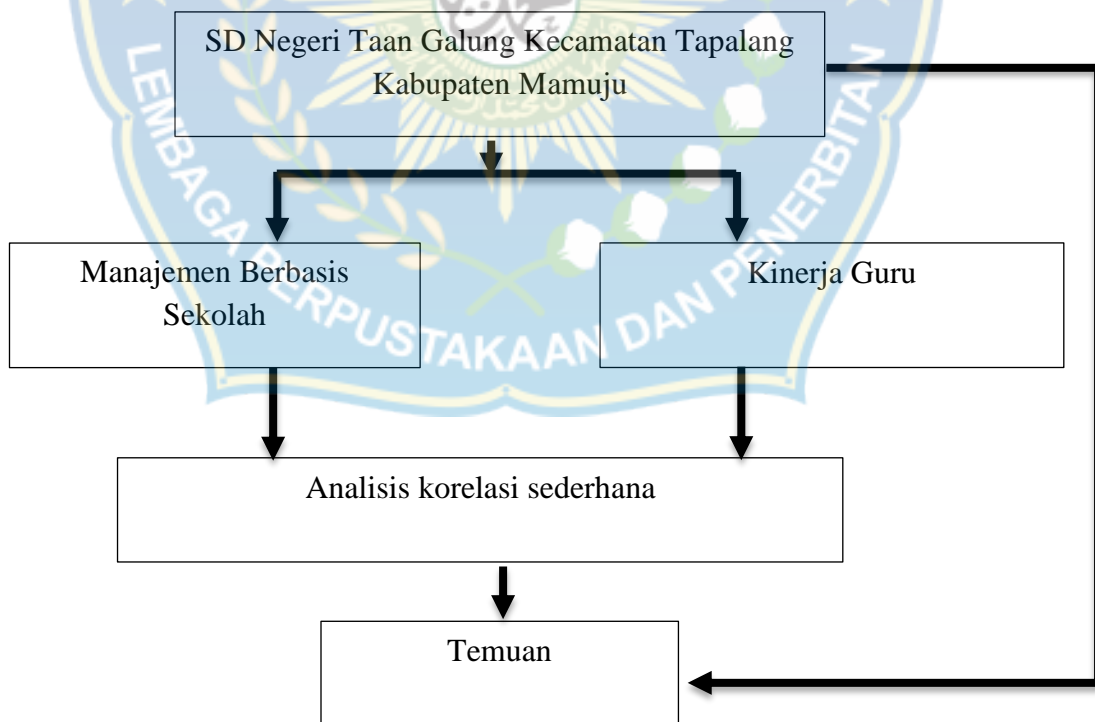 SD Negeri Taan Galung Kecamatan Tapalang
Kabupaten Mamuju
Manajemen Berbasis
Sekolah
Kinerja Guru
LEMBAGA PERPUSTAKAAN DAN PENERBITAN
Analisis korelasi sederhana
Temuan